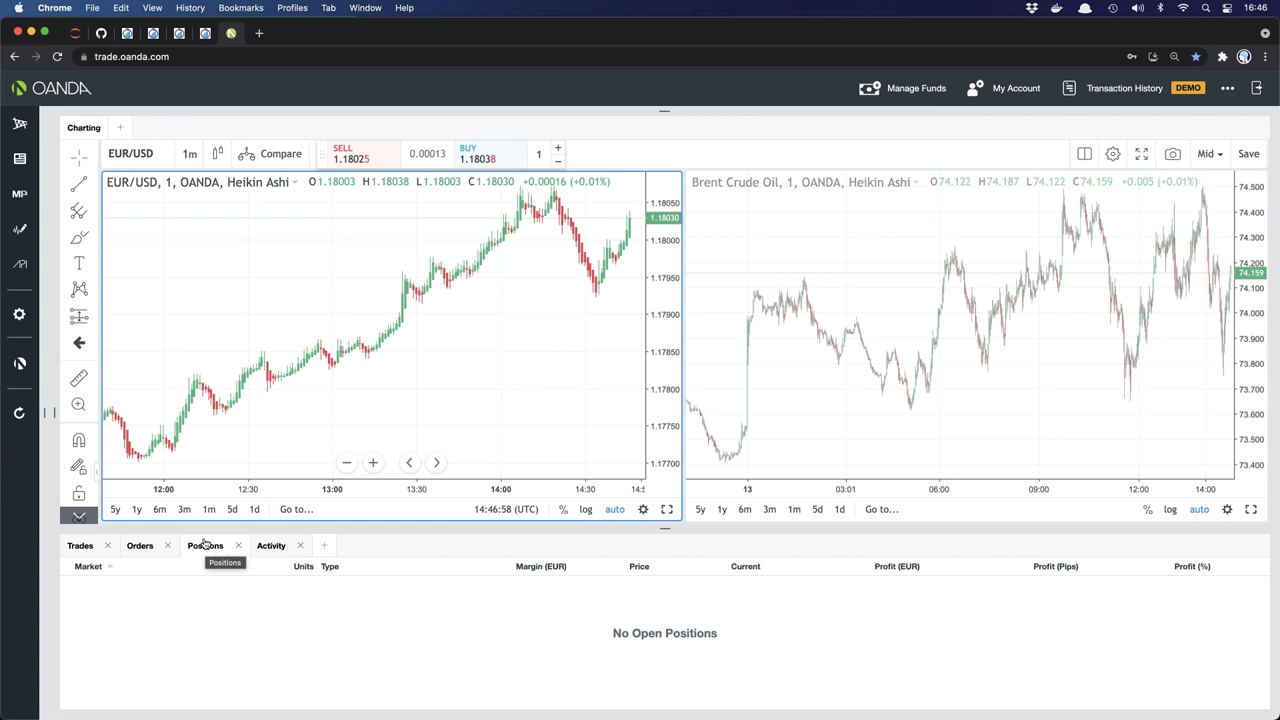 Chrome File Edit View History Bookmarks Profiles Tab Window Help 16:46
trade.oanda.com
OANDA Manage Funds My Account Transaction History DEMO
Charting
EUR/USD 1m Compare SELL 1.18025 0.00013 BUY 1.18038 1 Mid Save
EUR/USD, 1, OANDA, Heikin Ashi O1.18003 H1.18038 L1.18003 C1.18030 +0.00016 (+0.01%)
1.18050
1.18030
1.18000
1.17950
1.17900
1.17850
1.17800
1.17750
1.17700
12:00 12:30 13:00 13:30 14:00 14:30 14:5
5y 1y 6m 3m 1m 5d 1d Go to... 14:46:58 (UTC) % log auto
Brent Crude Oil, 1, OANDA, Heikin Ashi O74.122 H74.187 L74.122 C74.159 +0.005 (+0.01%)
74.500
74.400
74.300
74.200
74.159
74.100
74.000
73.900
73.800
73.700
73.600
73.500
73.400
13 03:01 06:00 09:00 12:00 14:00
5y 1y 6m 3m 1m 5d 1d Go to... % log auto
MP
API
Trades Orders Positions Activity
Positions
Market Units Type Margin (EUR) Price Current Profit (EUR) Profit (Pips) Profit (%)
No Open Positions